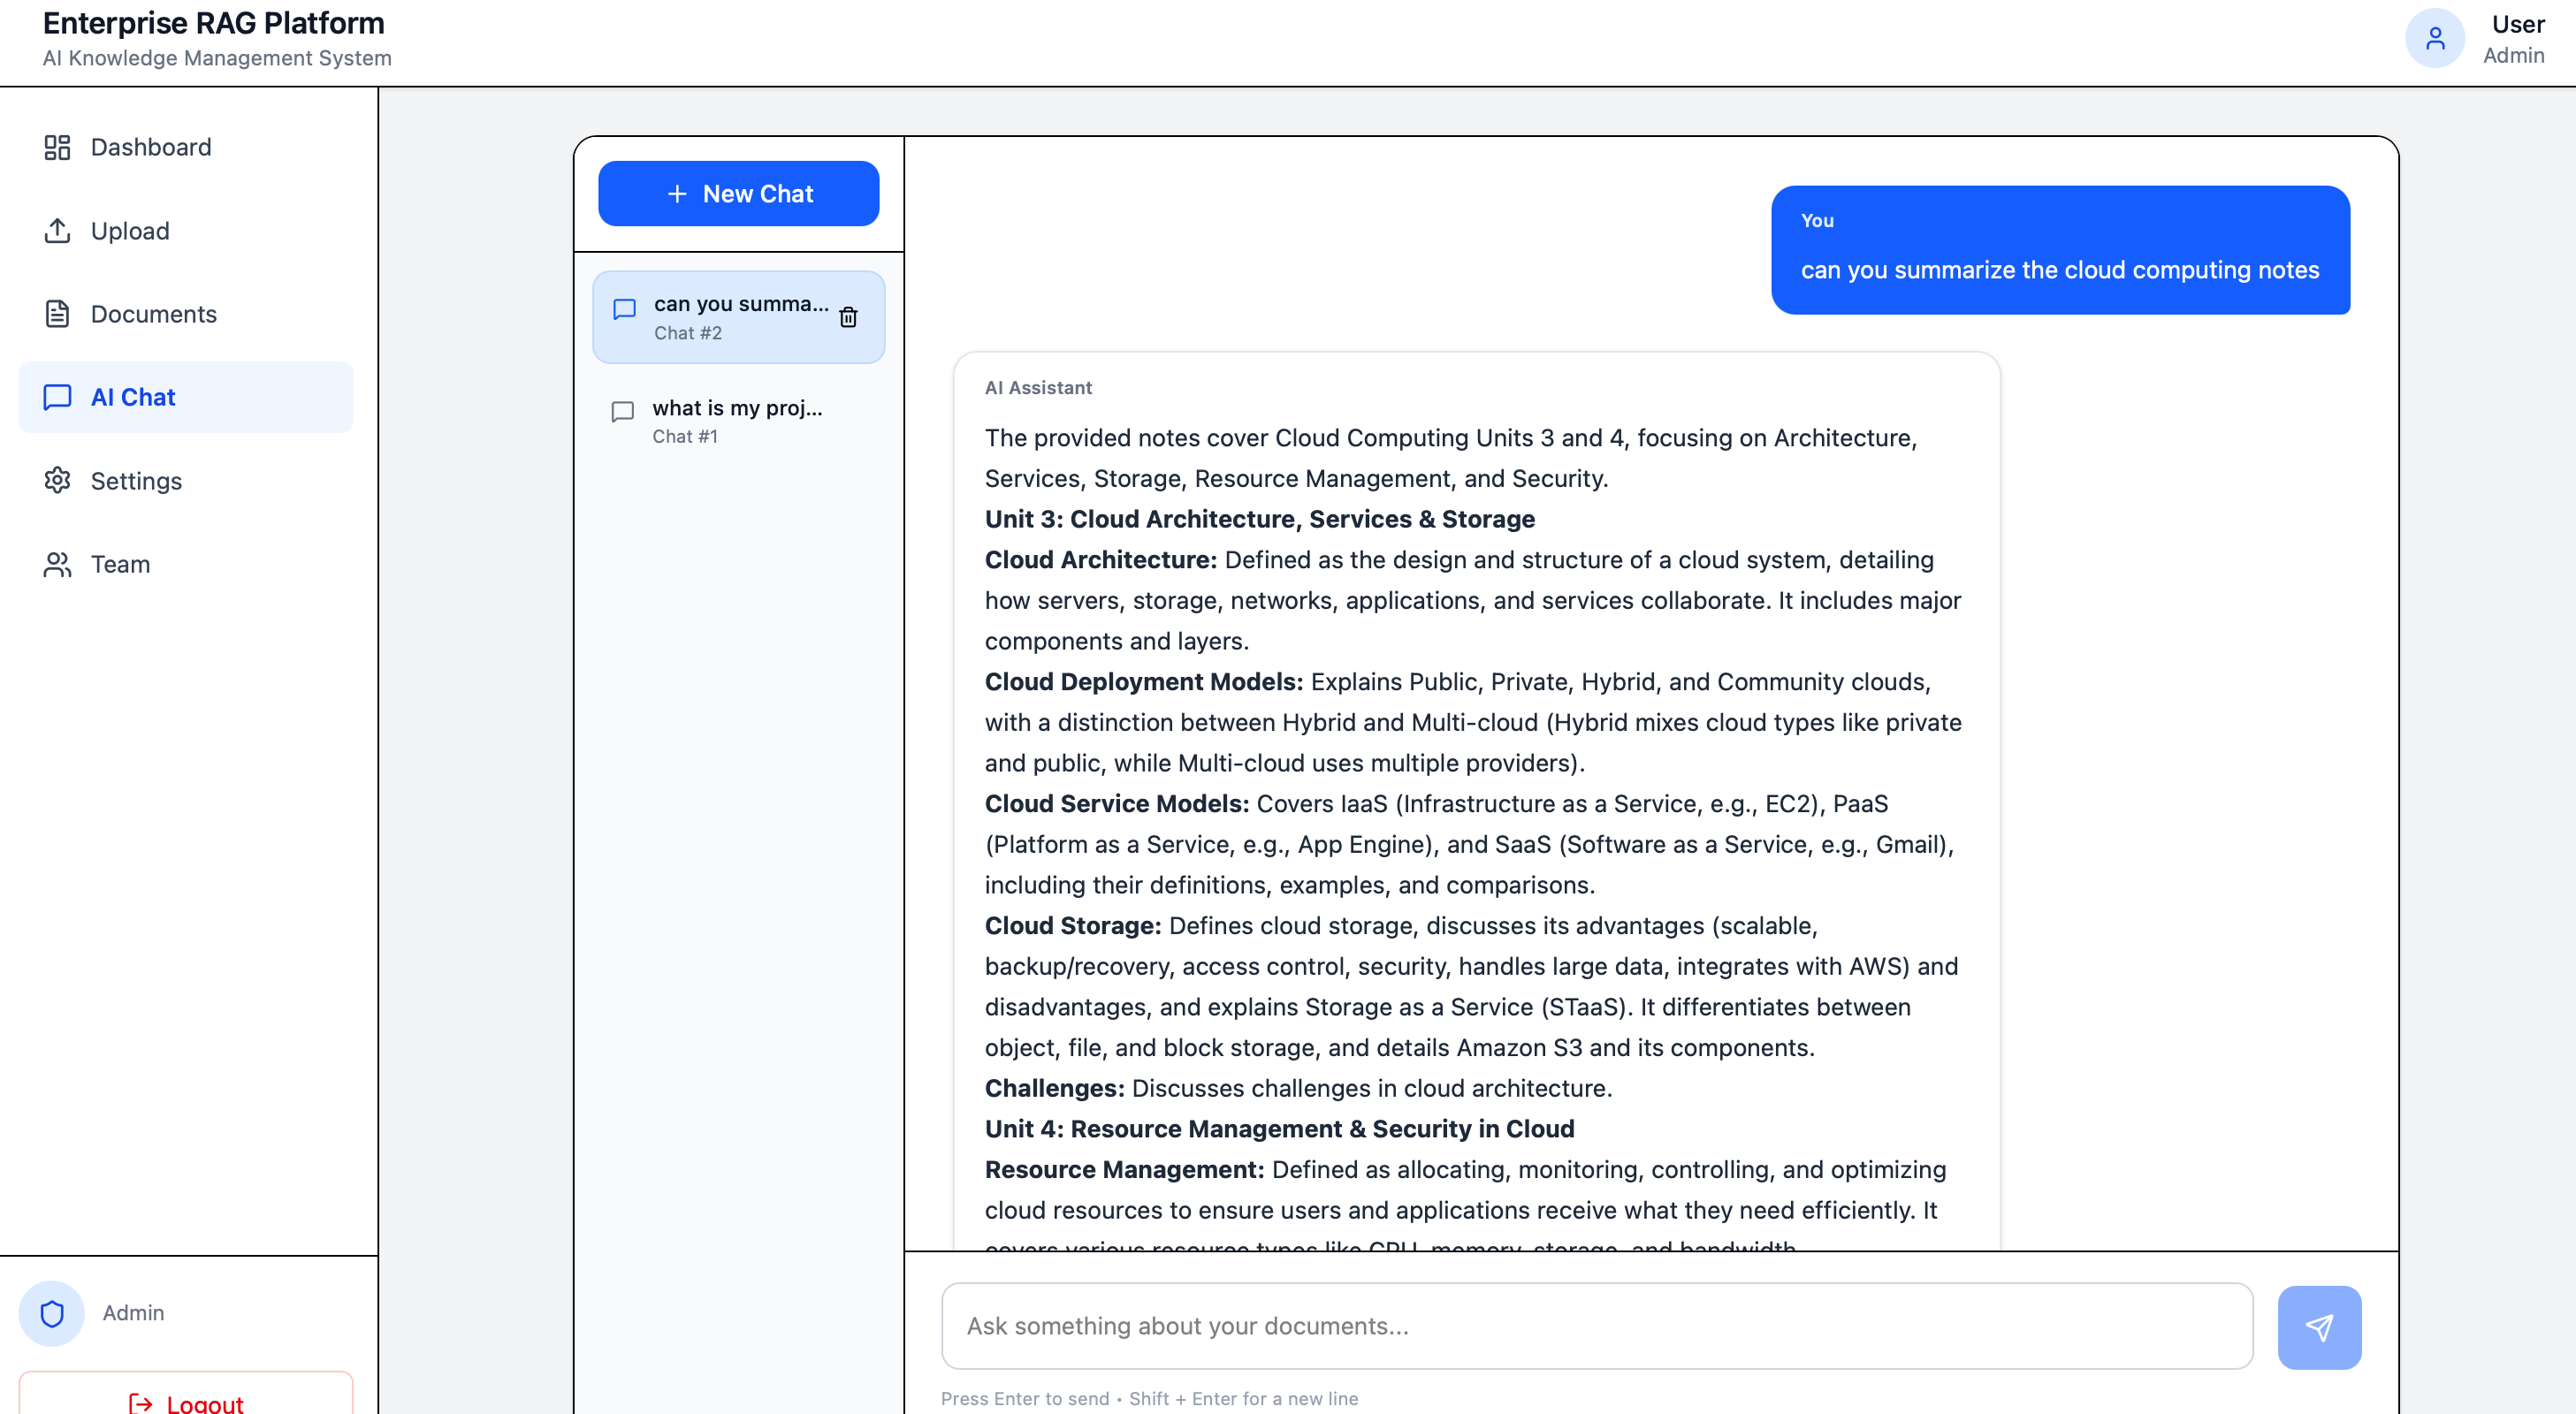 Enterprise RAG Platform
AI Knowledge Management System
User
Admin
Dashboard
Upload
Documents
AI Chat
Settings
Team
Admin
Logout
New Chat
can you summa...
Chat #2
what is my proj...
Chat #1
You
can you summarize the cloud computing notes
AI Assistant
The provided notes cover Cloud Computing Units 3 and 4, focusing on Architecture,
Services, Storage, Resource Management, and Security.
Unit 3: Cloud Architecture, Services & Storage
Cloud Architecture: Defined as the design and structure of a cloud system, detailing
how servers, storage, networks, applications, and services collaborate. It includes major
components and layers.
Cloud Deployment Models: Explains Public, Private, Hybrid, and Community clouds,
with a distinction between Hybrid and Multi-cloud (Hybrid mixes cloud types like private
and public, while Multi-cloud uses multiple providers).
Cloud Service Models: Covers IaaS (Infrastructure as a Service, e.g., EC2), PaaS
(Platform as a Service, e.g., App Engine), and SaaS (Software as a Service, e.g., Gmail),
including their definitions, examples, and comparisons.
Cloud Storage: Defines cloud storage, discusses its advantages (scalable,
backup/recovery, access control, security, handles large data, integrates with AWS) and
disadvantages, and explains Storage as a Service (STaaS). It differentiates between
object, file, and block storage, and details Amazon S3 and its components.
Challenges: Discusses challenges in cloud architecture.
Unit 4: Resource Management & Security in Cloud
Resource Management: Defined as allocating, monitoring, controlling, and optimizing
cloud resources to ensure users and applications receive what they need efficiently. It
covers various resource types like CPU, memory, storage, and bandwidth.
Ask something about your documents...
Press Enter to send • Shift + Enter for a new line